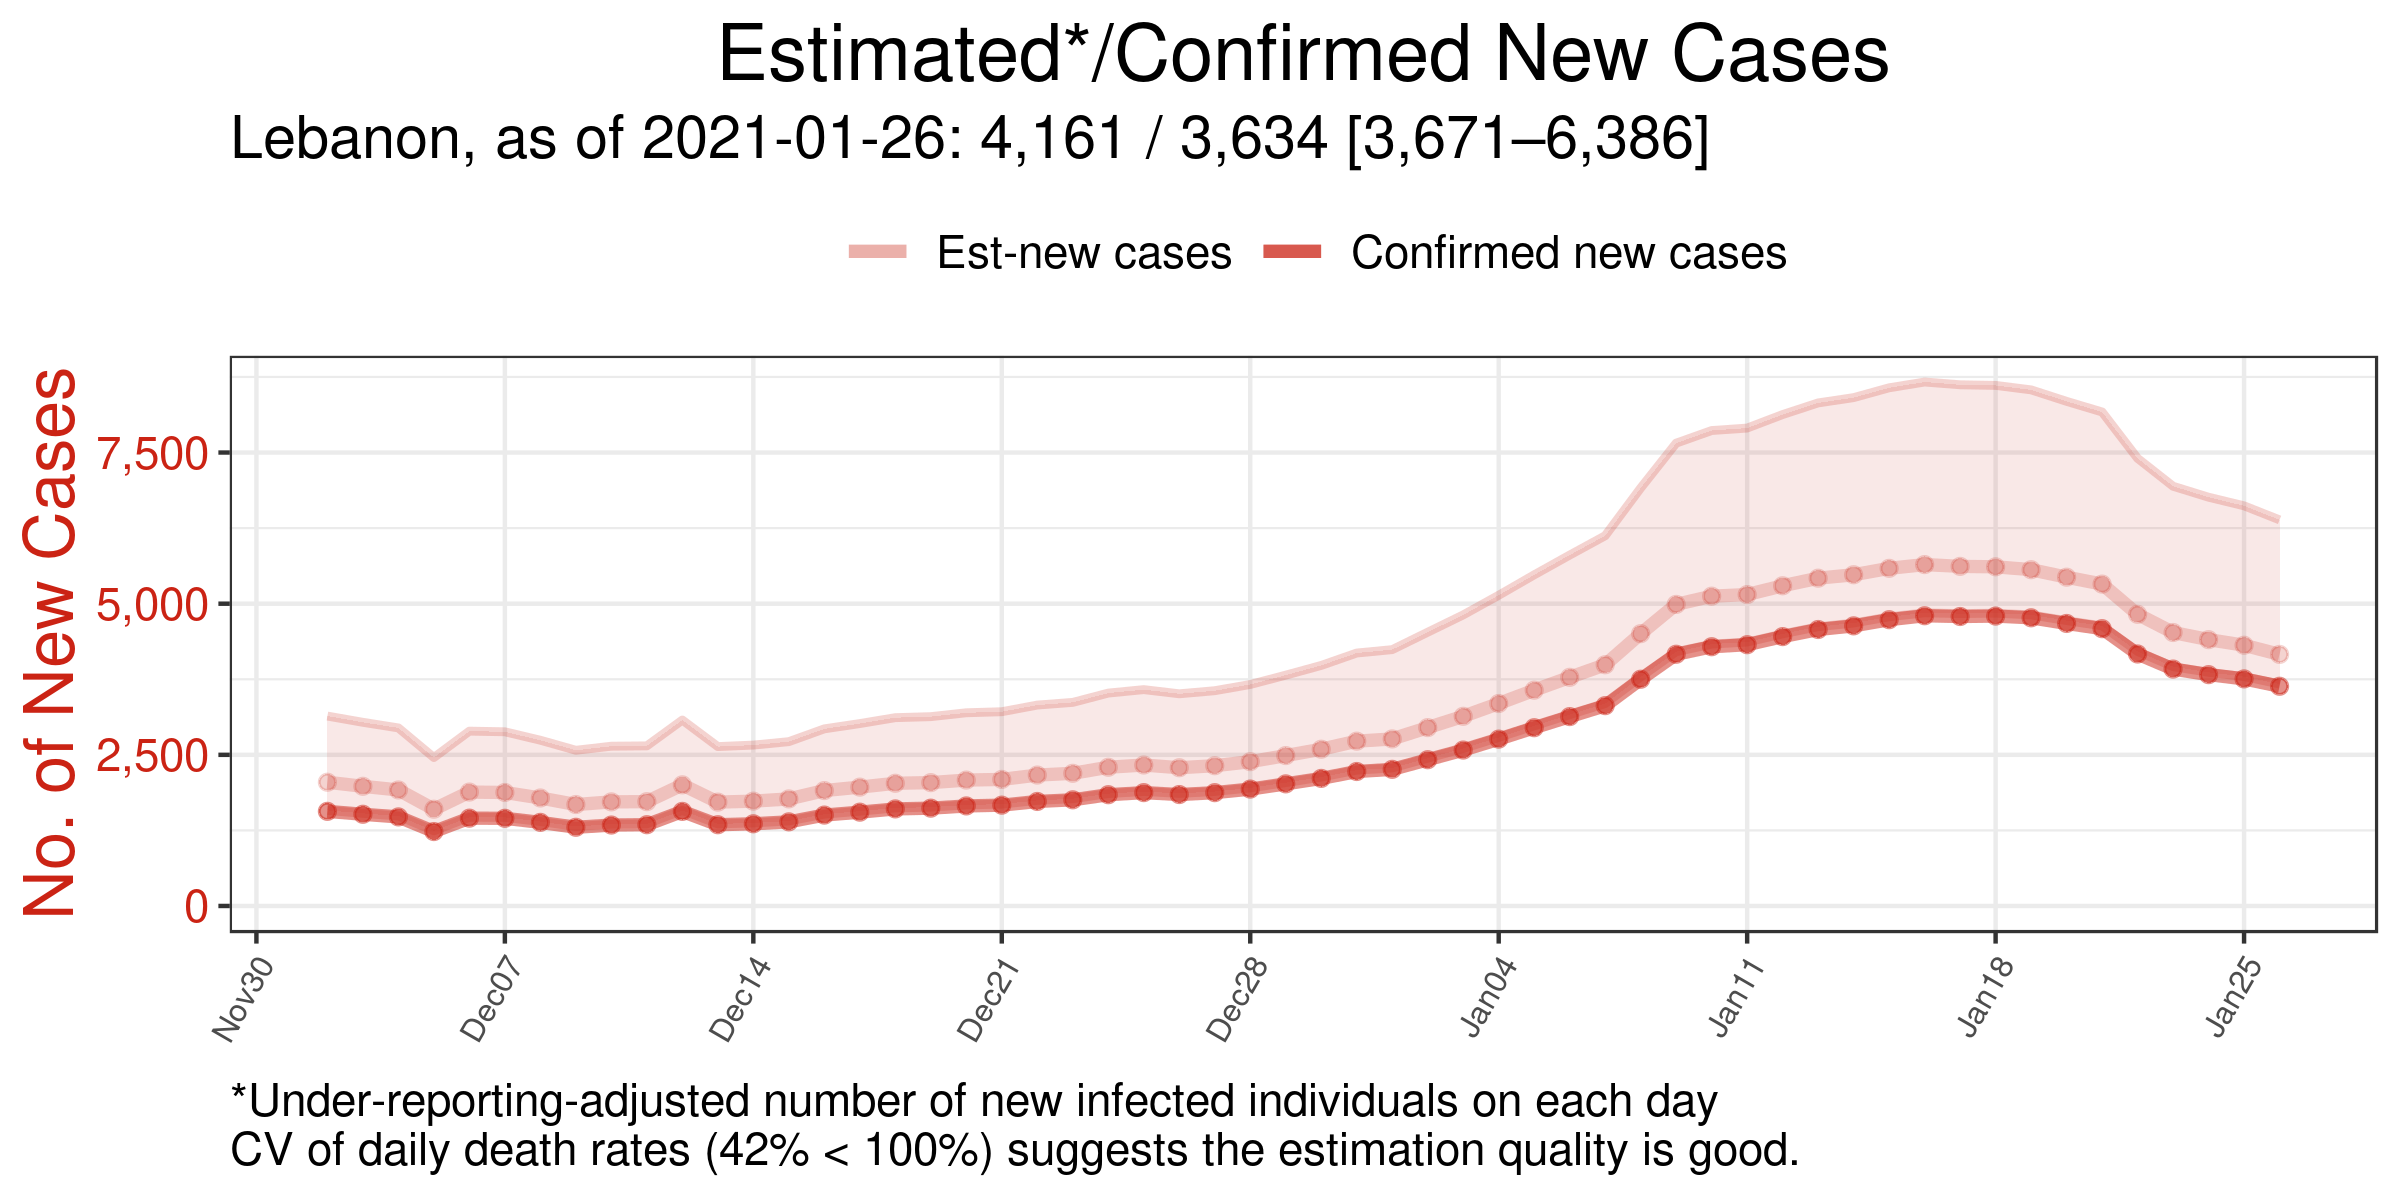 Estimated*/Confirmed New Cases
Lebanon, as of 2021-01-26: 4,161 / 3,634 [3,671–6,386]
Est-new cases
Confirmed new cases
No. of New Cases
7,500
5,000
2,500
0
Nov30
Dec07
Dec14
Dec21
Dec28
Jan04
Jan11
Jan18
Jan25
*Under-reporting-adjusted number of new infected individuals on each day
CV of daily death rates (42% < 100%) suggests the estimation quality is good.